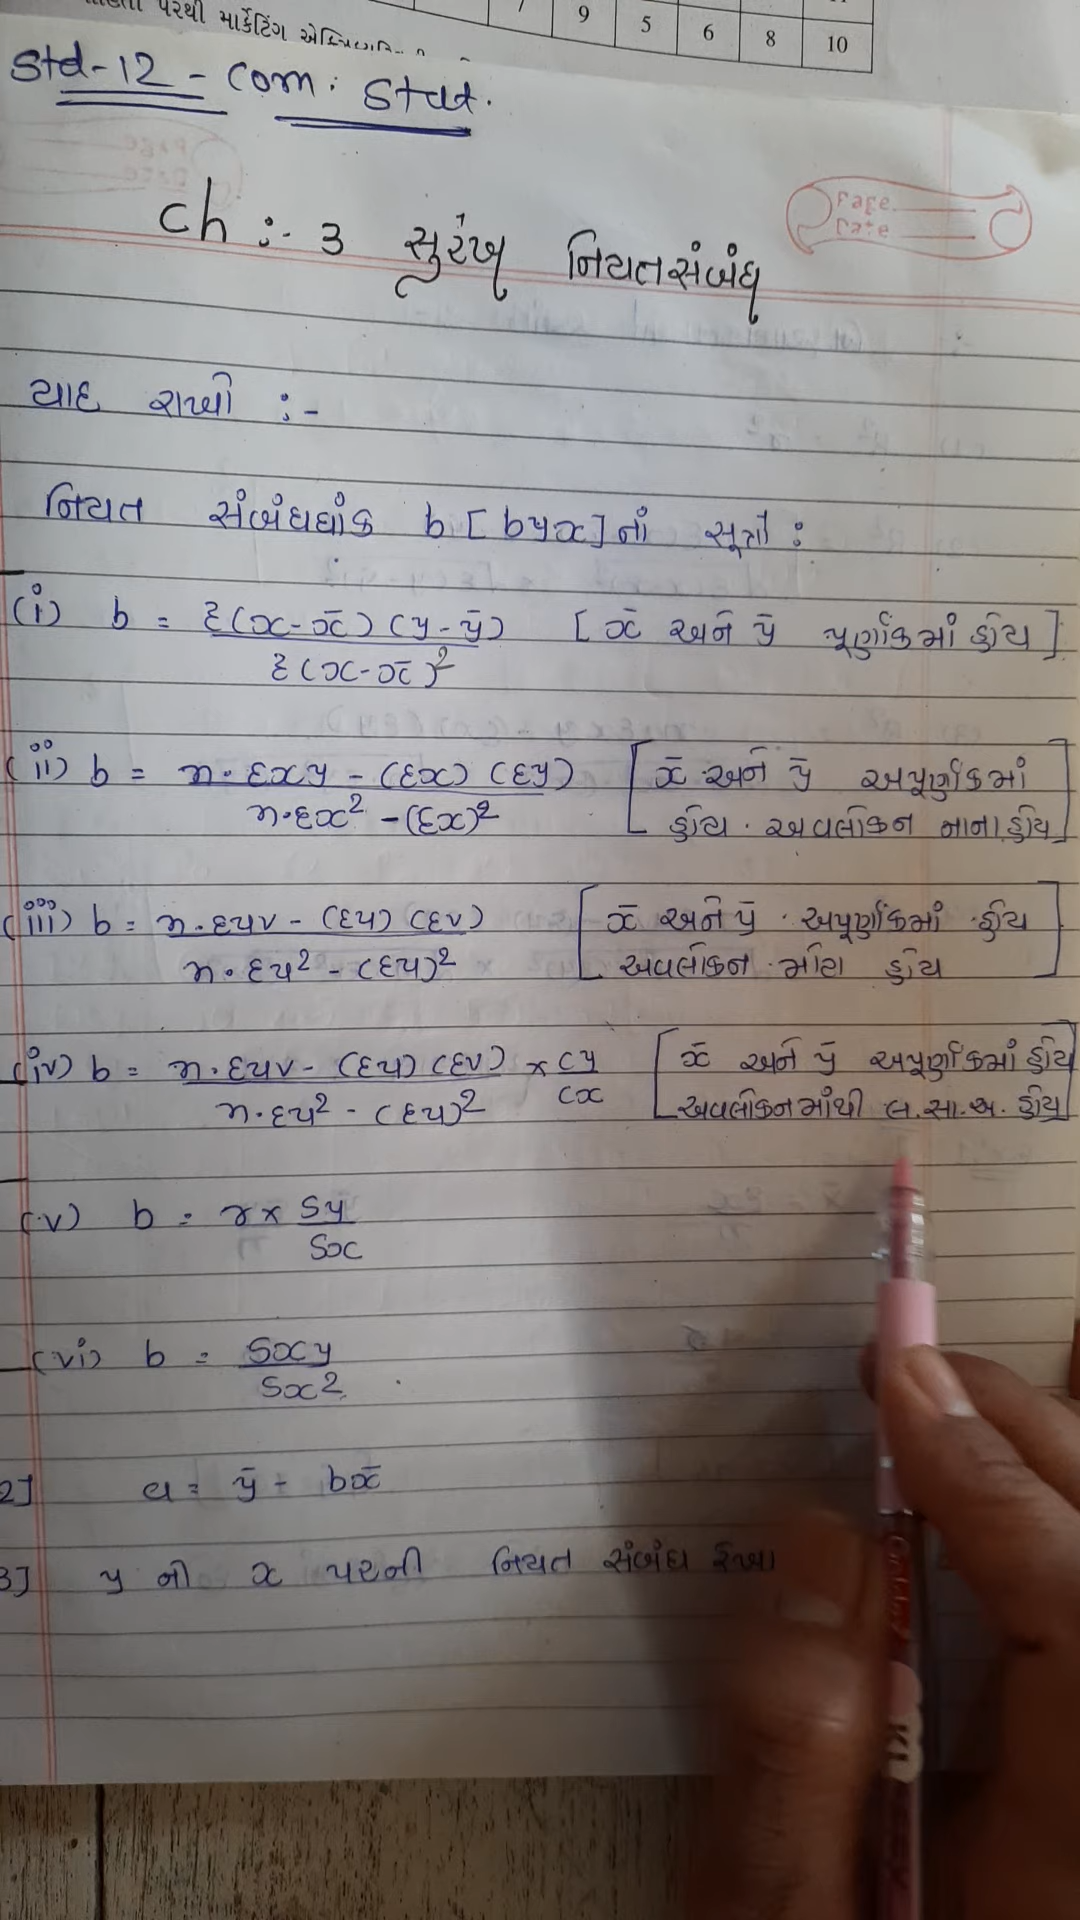 પરથી માર્કેટિંગ
7 9 5 6 8 10
Std-12 - Com. Stat.
Page
Date
Ch :- 3 સુરેખ નિયતસંબંધ
યાદ રાખો :-
નિયત સંબંધાંક b [byx] નાં સૂત્રો :
(i) b = Σ(x-x̄) (y-ȳ) / Σ(x-x̄)² [x̄ અને ȳ પૂર્ણાંકમાં હોય]
(ii) b = n·Σxy - (Σx) (Σy) / n·Σx² - (Σx)² [x̄ અને ȳ અપૂર્ણાંકમાં
હોય. અવલોકન નાના હોય]
(iii) b = n·Σuv - (Σu) (Σv) / n·Σu² - (Σu)² [x̄ અને ȳ અપૂર્ણાંકમાં હોય
અવલોકન મોટા હોય]
(iv) b = n·Σuv - (Σu) (Σv) / n·Σu² - (Σu)² × Cy / Cx [x̄ અને ȳ અપૂર્ણાંકમાં હોય
અવલોકનમાંથી લ.સા.અ. હોય]
(v) b = r × Sy / Sx
(vi) b = Sxy / Sx²
2] a = ȳ - bx̄
3] y ની x પરની નિયત સંબંધ રેખા